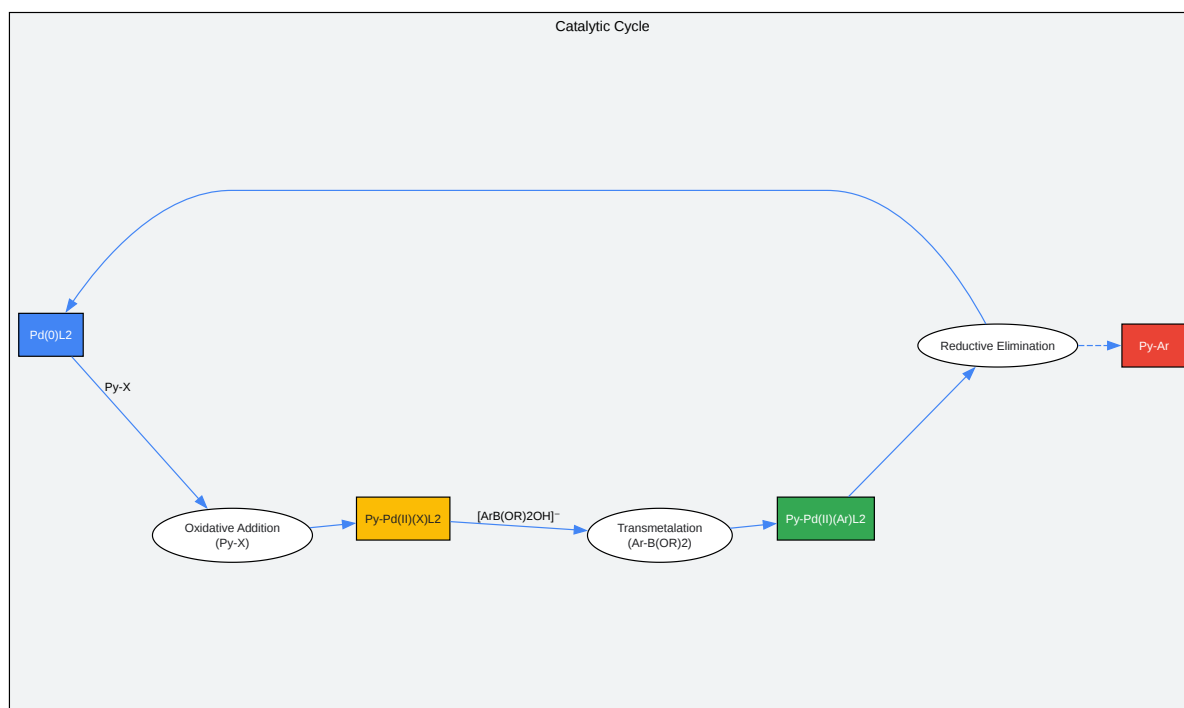 Catalytic Cycle
Pd(0)L2
Py-X
Oxidative Addition
(Py-X)
Py-Pd(II)(X)L2
[ArB(OR)2OH]⁻
Transmetalation
(Ar-B(OR)2)
Py-Pd(II)(Ar)L2
Reductive Elimination
Py-Ar